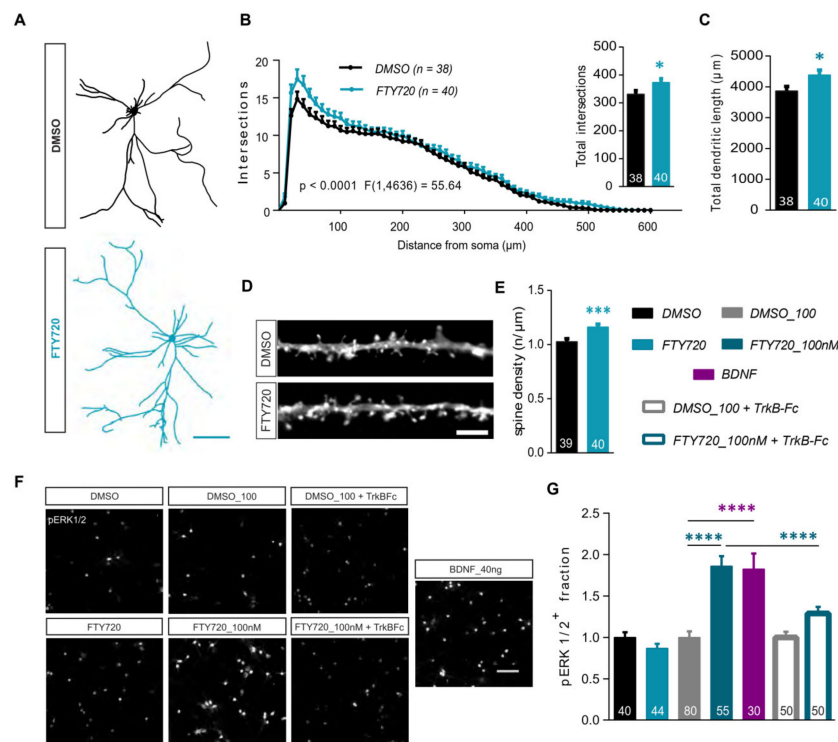 A
DMSO
FTY720
B
Intersections
20
15
10
5
0
DMSO (n = 38)
FTY720 (n = 40)
p < 0.0001 F(1,4636) = 55.64
100 200 300 400 500 600
Distance from soma (µm)
Total intersections
400
300
200
100
0
*
38 40
C
Total dendritic length (µm)
5000
4000
3000
2000
1000
0
*
38 40
D
DMSO
FTY720
E
spine density (n/µm)
1.5
1.0
0.5
0.0
***
39 40
DMSO DMSO_100
FTY720 FTY720_100nM
BDNF
DMSO_100 + TrkB-Fc
FTY720_100nM + TrkB-Fc
F
DMSO DMSO_100 DMSO_100 + TrkBFc
pERK1/2
BDNF_40ng
FTY720 FTY720_100nM FTY720_100nM + TrkBFc
G
pERK 1/ 2+ fraction
2.5
2.0
1.5
1.0
0.5
0.0
****
**** ****
40 44 80 55 30 50 50